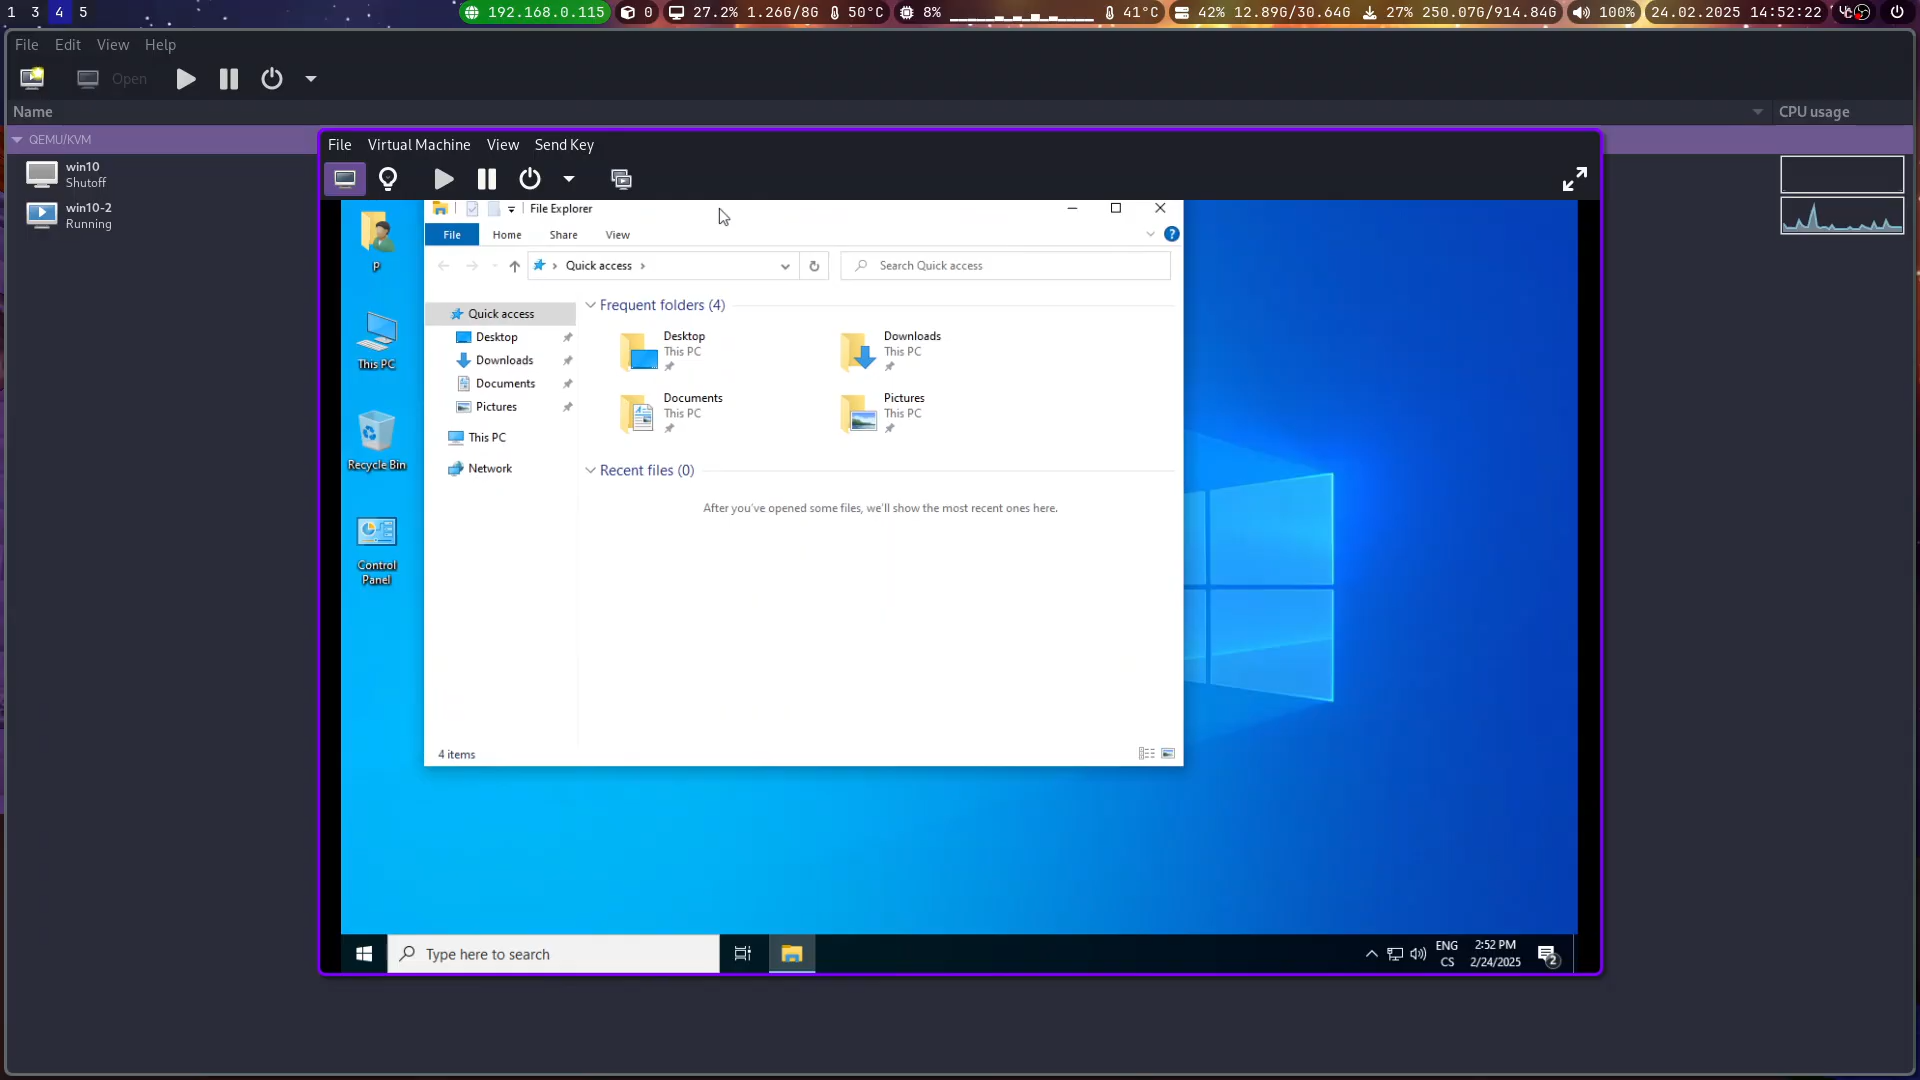 1 3 4 5 192.168.0.115 0 27.2% 1.26G/8G 50°C 8% 41°C 42% 12.89G/30.64G 27% 250.07G/914.84G 100% 24.02.2025 14:52:22
File Edit View Help
Open
Name CPU usage
QEMU/KVM
win10
Shutoff
win10-2
Running
File Virtual Machine View Send Key
File Explorer
File Home Share View
Quick access
Search Quick access
Quick access
Desktop
Downloads
Documents
Pictures
This PC
Network
Frequent folders (4)
Desktop
This PC
Downloads
This PC
Documents
This PC
Pictures
This PC
Recent files (0)
After you've opened some files, we'll show the most recent ones here.
4 items
P
This PC
Recycle Bin
Control
Panel
Type here to search
ENG
CS
2:52 PM
2/24/2025
2